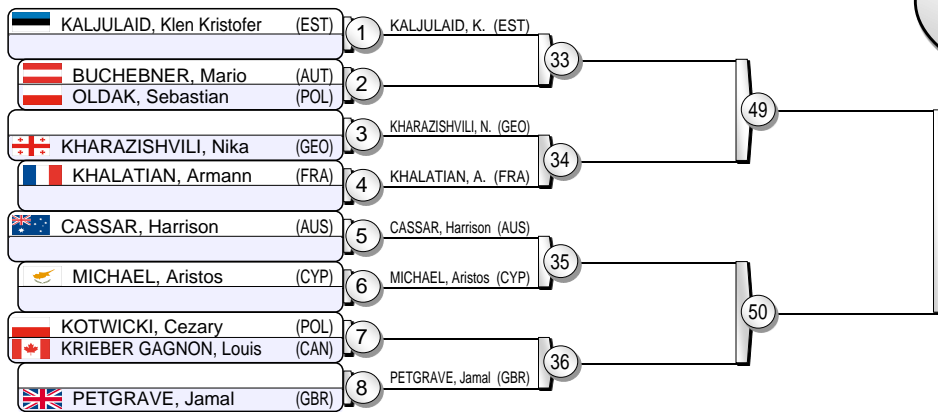 KALJULAID, Klen Kristofer (EST)
1
KALJULAID, K. (EST)
33
BUCHEBNER, Mario (AUT)
OLDAK, Sebastian (POL)
2
49
KHARAZISHVILI, Nika (GEO)
3
KHARAZISHVILI, N. (GEO)
34
KHALATIAN, Armann (FRA)
4
KHALATIAN, A. (FRA)
CASSAR, Harrison (AUS)
5
CASSAR, Harrison (AUS)
35
MICHAEL, Aristos (CYP)
6
MICHAEL, Aristos (CYP)
50
KOTWICKI, Cezary (POL)
KRIEBER GAGNON, Louis (CAN)
7
36
PETGRAVE, Jamal (GBR)
8
PETGRAVE, Jamal (GBR)